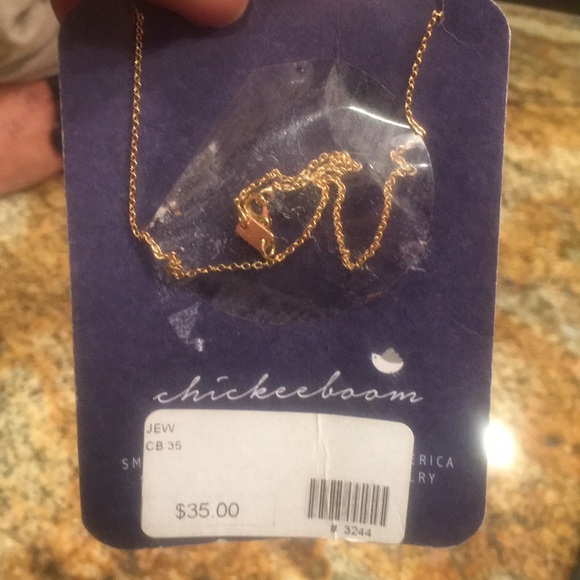 chickeeboom
JEW
CB 35
SM ERICA
LRY
$35.00
# 3244